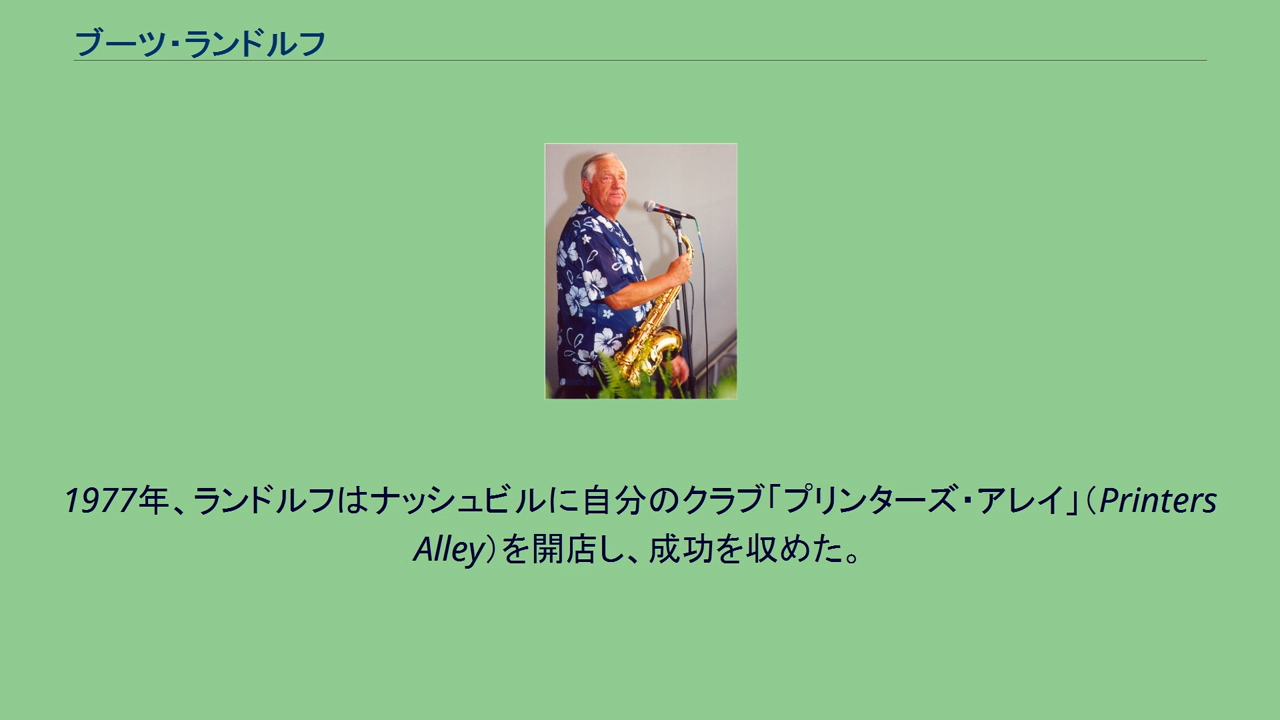 ブーツ・ランドルフ
1977年、ランドルフはナッシュビルに自分のクラブ「プリンターズ・アレイ」（Printers
Alley）を開店し、成功を収めた。